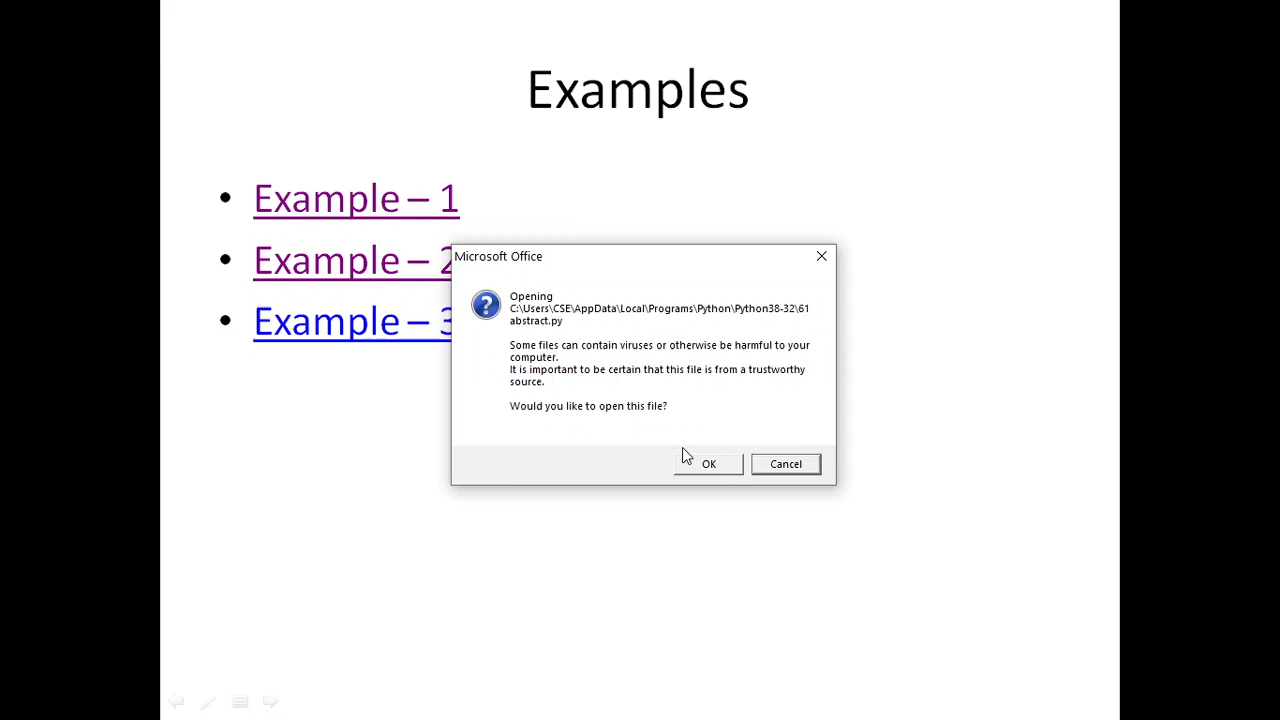 Examples
• Example – 1
• Example – 2
• Example – 3
Microsoft Office
Opening
C:\Users\CSE\AppData\Local\Programs\Python\Python38-32\61
abstract.py
Some files can contain viruses or otherwise be harmful to your
computer.
It is important to be certain that this file is from a trustworthy
source.
Would you like to open this file?
OK
Cancel